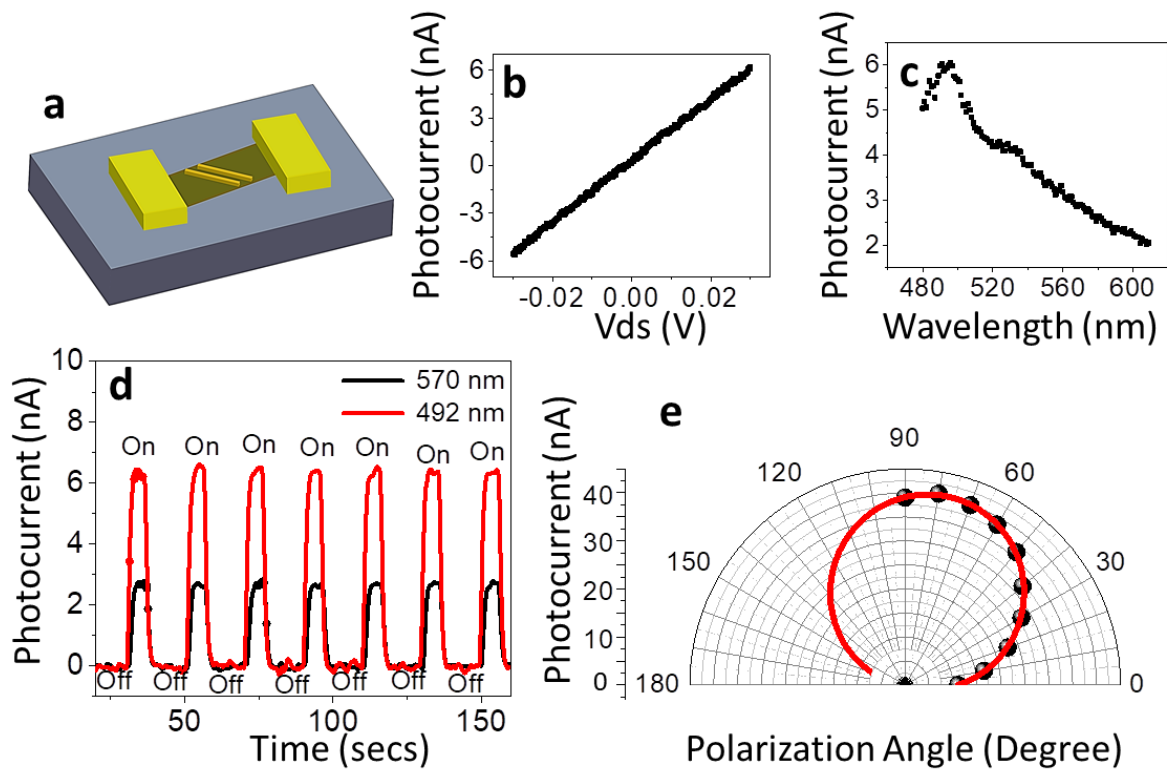 a
b
Photocurrent (nA)
6
3
0
-3
-6
-0.02 0.00 0.02
Vds (V)
c
Photocurrent (nA)
6
5
4
3
2
480 520 560 600
Wavelength (nm)
d
Photocurrent (nA)
10
8
6
4
2
0
570 nm
492 nm
On On On On On On On
Off Off Off Off Off Off Off
50 100 150
Time (secs)
e
Photocurrent (nA)
40
30
20
10
0
180 150 120 90 60 30 0
Polarization Angle (Degree)